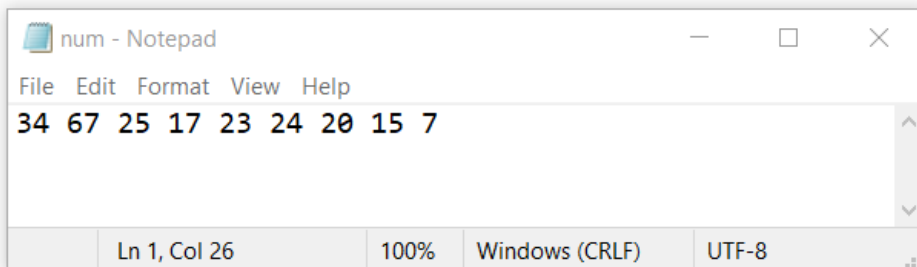 num - Notepad
File Edit Format View Help
34 67 25 17 23 24 20 15 7
Ln 1, Col 26 100% Windows (CRLF) UTF-8